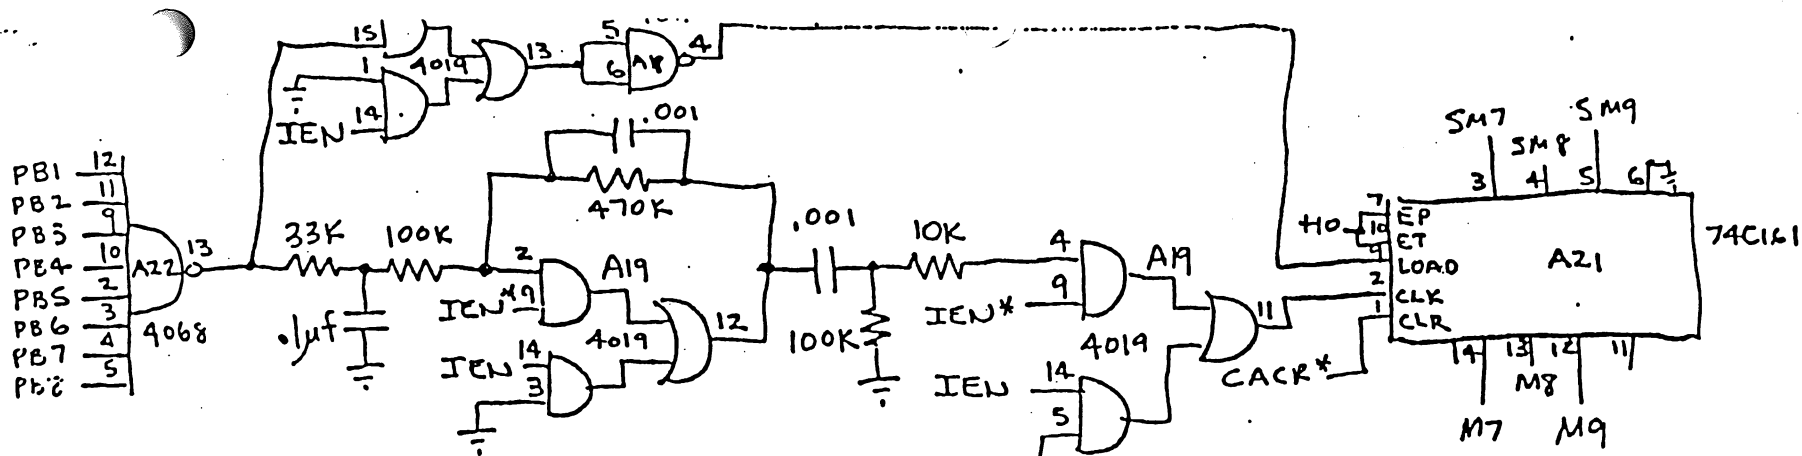 15
1
4019
13
5
6
A18
4
14
IEN
.001
470K
PB1 12
PB2 11
PB3 9
PB4 10
PB5 2
PB6 3
PB7 4
5
A22
13
4068
33K
100K
.1µf
2
A19
IEN*
4019
12
14
IEN
3
.001
10K
100K
4
A19
IEN*
9
4019
11
IEN
14
5
SM7
SM8
SM9
3
4
5
6
7 EP
HO 10 ET
9 LOAD
2 CLK
1 CLR
CACR*
A21
74C161
14
13
12
11
M7
M8
M9